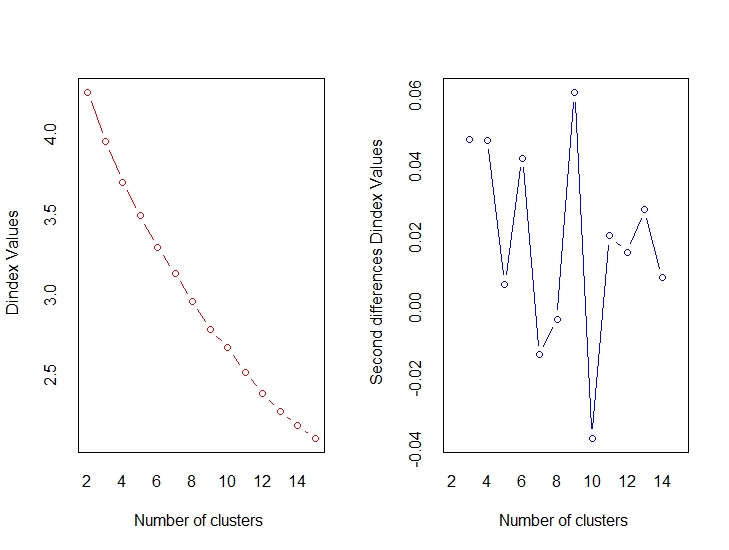 Dindex Values
4.0
3.5
3.0
2.5
2 4 6 8 10 12 14
Number of clusters
Second differences Dindex Values
0.06
0.04
0.02
0.00
-0.02
-0.04
2 4 6 8 10 12 14
Number of clusters